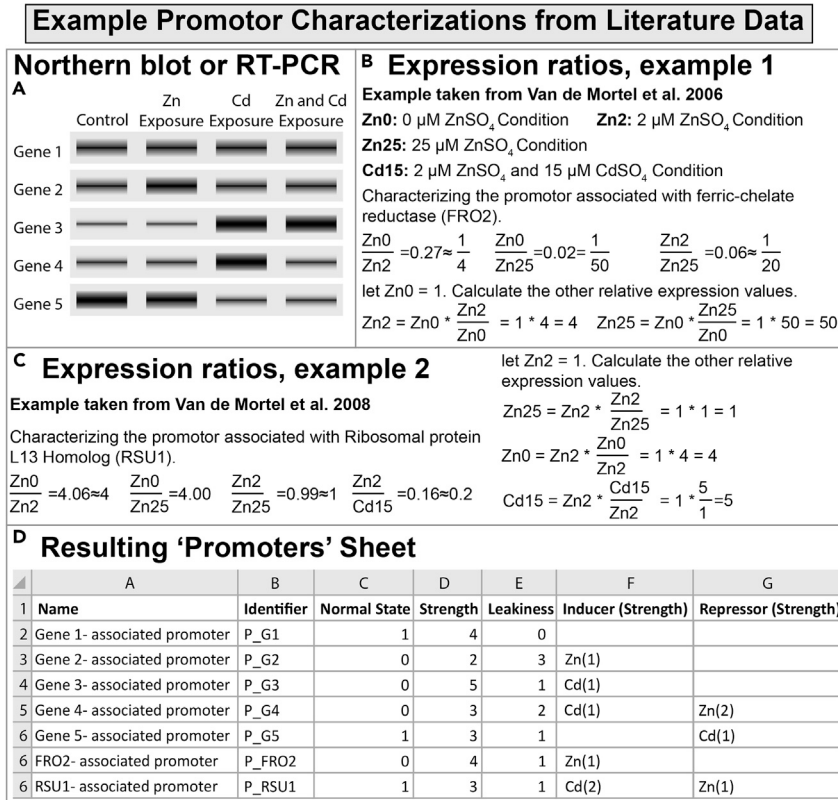 Example Promotor Characterizations from Literature Data
Northern blot or RT-PCR
A
Control
Zn Exposure
Cd Exposure
Zn and Cd Exposure
Gene 1
Gene 2
Gene 3
Gene 4
Gene 5
B Expression ratios, example 1
Example taken from Van de Mortel et al. 2006
Zn0: 0 µM ZnSO4 Condition Zn2: 2 µM ZnSO4 Condition
Zn25: 25 µM ZnSO4 Condition
Cd15: 2 µM ZnSO4 and 15 µM CdSO4 Condition
Characterizing the promotor associated with ferric-chelate
reductase (FRO2).
Zn0/Zn2 =0.27≈ 1/4 Zn0/Zn25 =0.02= 1/50 Zn2/Zn25 =0.06≈ 1/20
let Zn0 = 1. Calculate the other relative expression values.
Zn2 = Zn0 * Zn2/Zn0 = 1 * 4 = 4 Zn25 = Zn0 * Zn25/Zn0 = 1 * 50 = 50
C Expression ratios, example 2
Example taken from Van de Mortel et al. 2008
Characterizing the promotor associated with Ribosomal protein
L13 Homolog (RSU1).
Zn0/Zn2 =4.06≈4 Zn0/Zn25 =4.00 Zn2/Zn25 =0.99≈1 Zn2/Cd15 =0.16≈0.2
let Zn2 = 1. Calculate the other relative
expression values.
Zn25 = Zn2 * Zn2/Zn25 = 1 * 1 = 1
Zn0 = Zn2 * Zn0/Zn2 = 1 * 4 = 4
Cd15 = Zn2 * Cd15/Zn2 = 1 * 5/1 =5
D Resulting ‘Promoters’ Sheet
A B C D E F G
1 Name Identifier Normal State Strength Leakiness Inducer (Strength) Repressor (Strength)
2 Gene 1- associated promoter P_G1 1 4 0
3 Gene 2- associated promoter P_G2 0 2 3 Zn(1)
4 Gene 3- associated promoter P_G3 0 5 1 Cd(1)
5 Gene 4- associated promoter P_G4 0 3 2 Cd(1) Zn(2)
6 Gene 5- associated promoter P_G5 1 3 1 Cd(1)
6 FRO2- associated promoter P_FRO2 0 4 1 Zn(1)
6 RSU1- associated promoter P_RSU1 1 3 1 Cd(2) Zn(1)